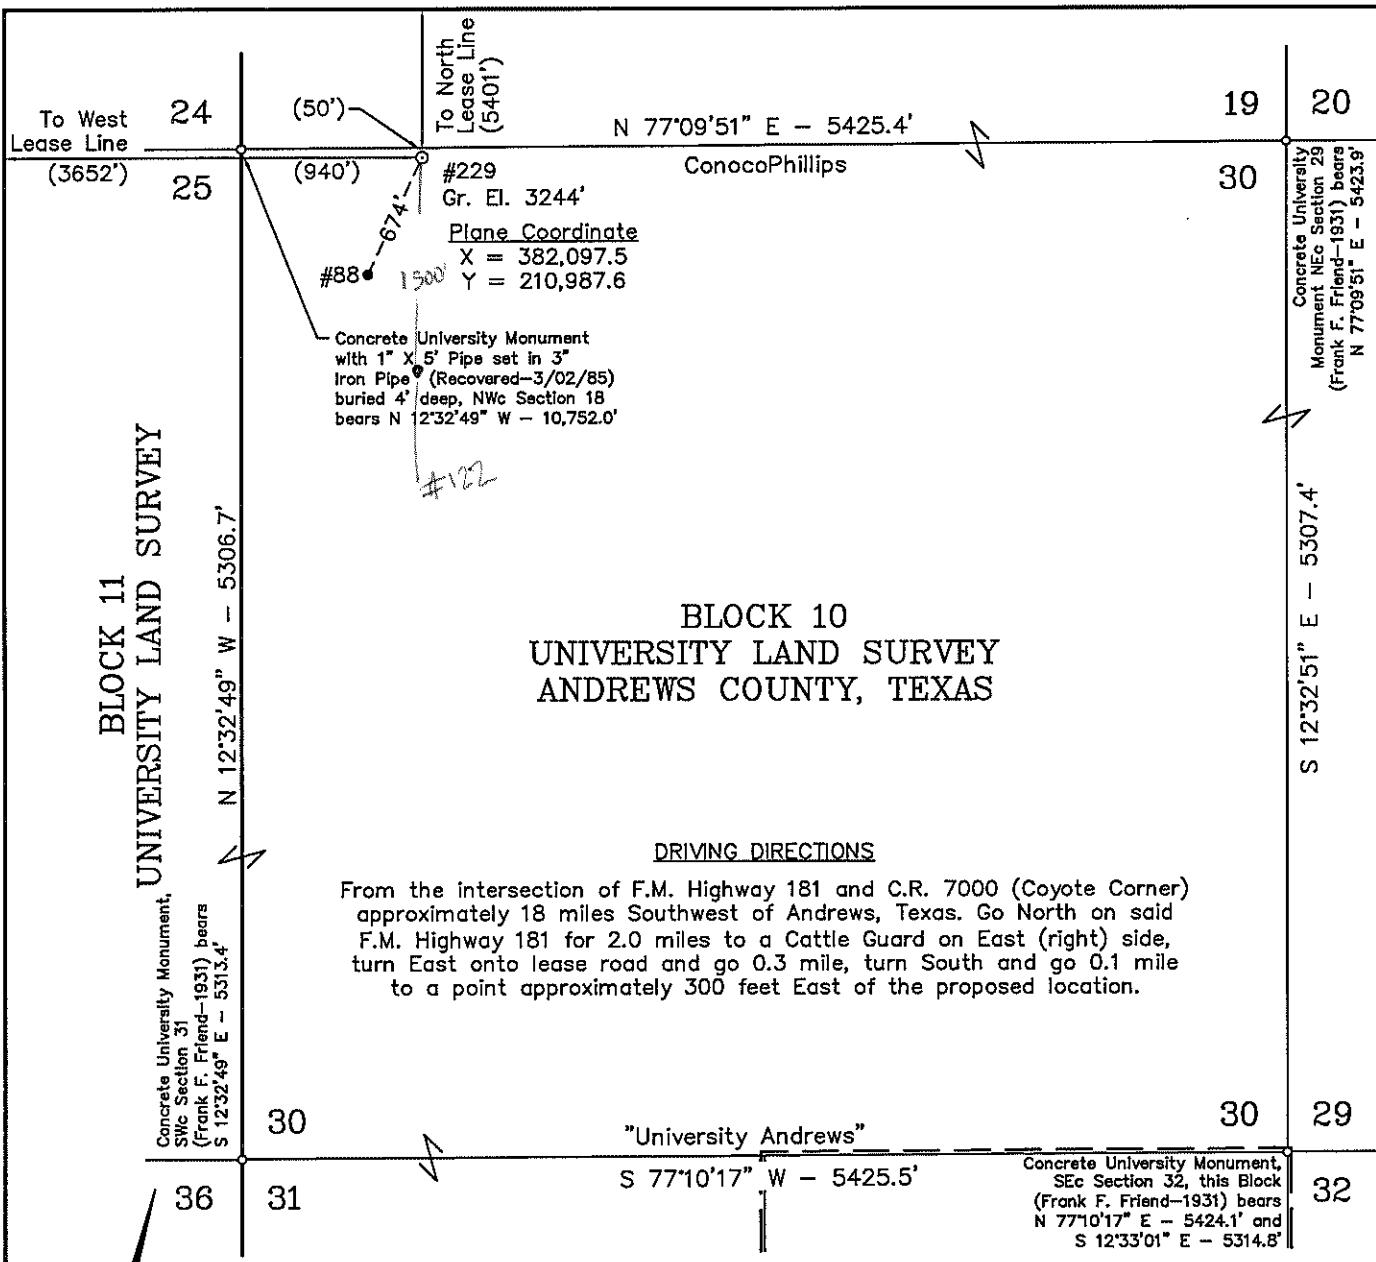 To North
Lease Line
(5401')
To West
Lease Line
(3652')
24
25
(50')
(940')
N 77°09'51" E – 5425.4'
ConocoPhillips
19
20
30
#229
Gr. El. 3244'
Plane Coordinate
X = 382,097.5
Y = 210,987.6
674'
#88
1300'
Concrete University Monument
with 1" X 5' Pipe set in 3"
Iron Pipe (Recovered–3/02/85)
buried 4' deep, NWc Section 18
bears N 12°32'49" W – 10,752.0'
#122
Concrete University
Monument NEc Section 29
(Frank F. Friend–1931) bears
N 77°09'51" E – 5423.9'
BLOCK 11
UNIVERSITY LAND SURVEY
N 12°32'49" W – 5306.7'
BLOCK 10
UNIVERSITY LAND SURVEY
ANDREWS COUNTY, TEXAS
S 12°32'51" E – 5307.4'
DRIVING DIRECTIONS
From the intersection of F.M. Highway 181 and C.R. 7000 (Coyote Corner)
approximately 18 miles Southwest of Andrews, Texas. Go North on said
F.M. Highway 181 for 2.0 miles to a Cattle Guard on East (right) side,
turn East onto lease road and go 0.3 mile, turn South and go 0.1 mile
to a point approximately 300 feet East of the proposed location.
Concrete University Monument,
SWc Section 31
(Frank F. Friend–1931) bears
S 12°32'49" E – 5313.4'
30
36
31
"University Andrews"
S 77°10'17" W – 5425.5'
30
29
32
Concrete University Monument,
SEc Section 32, this Block
(Frank F. Friend–1931) bears
N 77°10'17" E – 5424.1' and
S 12°33'01" E – 5314.8'